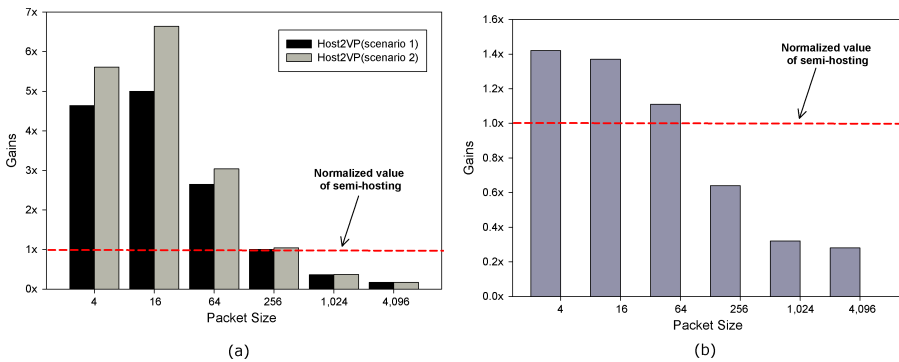 7x
6x
5x
4x
3x
2x
1x
0x
Gains
Host2VP(scenario 1)
Host2VP(scenario 2)
Normalized value
of semi-hosting
4
16
64
256
1,024
4,096
Packet Size
(a)
1.6x
1.4x
1.2x
1.0x
0.8x
0.6x
0.4x
0.2x
0.0x
Gains
Normalized value
of semi-hosting
4
16
64
256
1,024
4,096
Packet Size
(b)